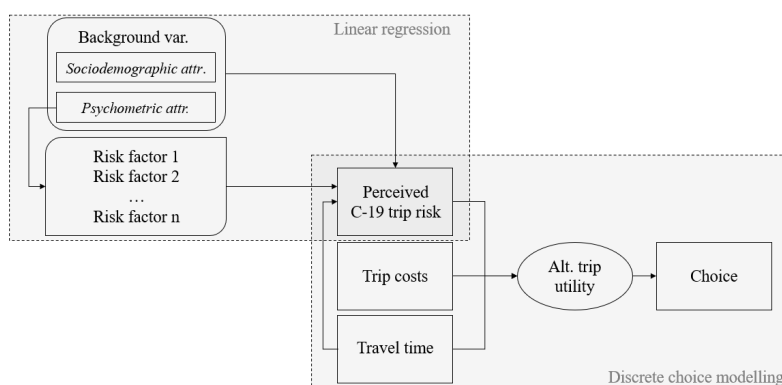 Linear regression
Background var.
Sociodemographic attr.
Psychometric attr.
Risk factor 1
Risk factor 2
...
Risk factor n
Perceived
C-19 trip risk
Trip costs
Travel time
Alt. trip
utility
Choice
Discrete choice modelling